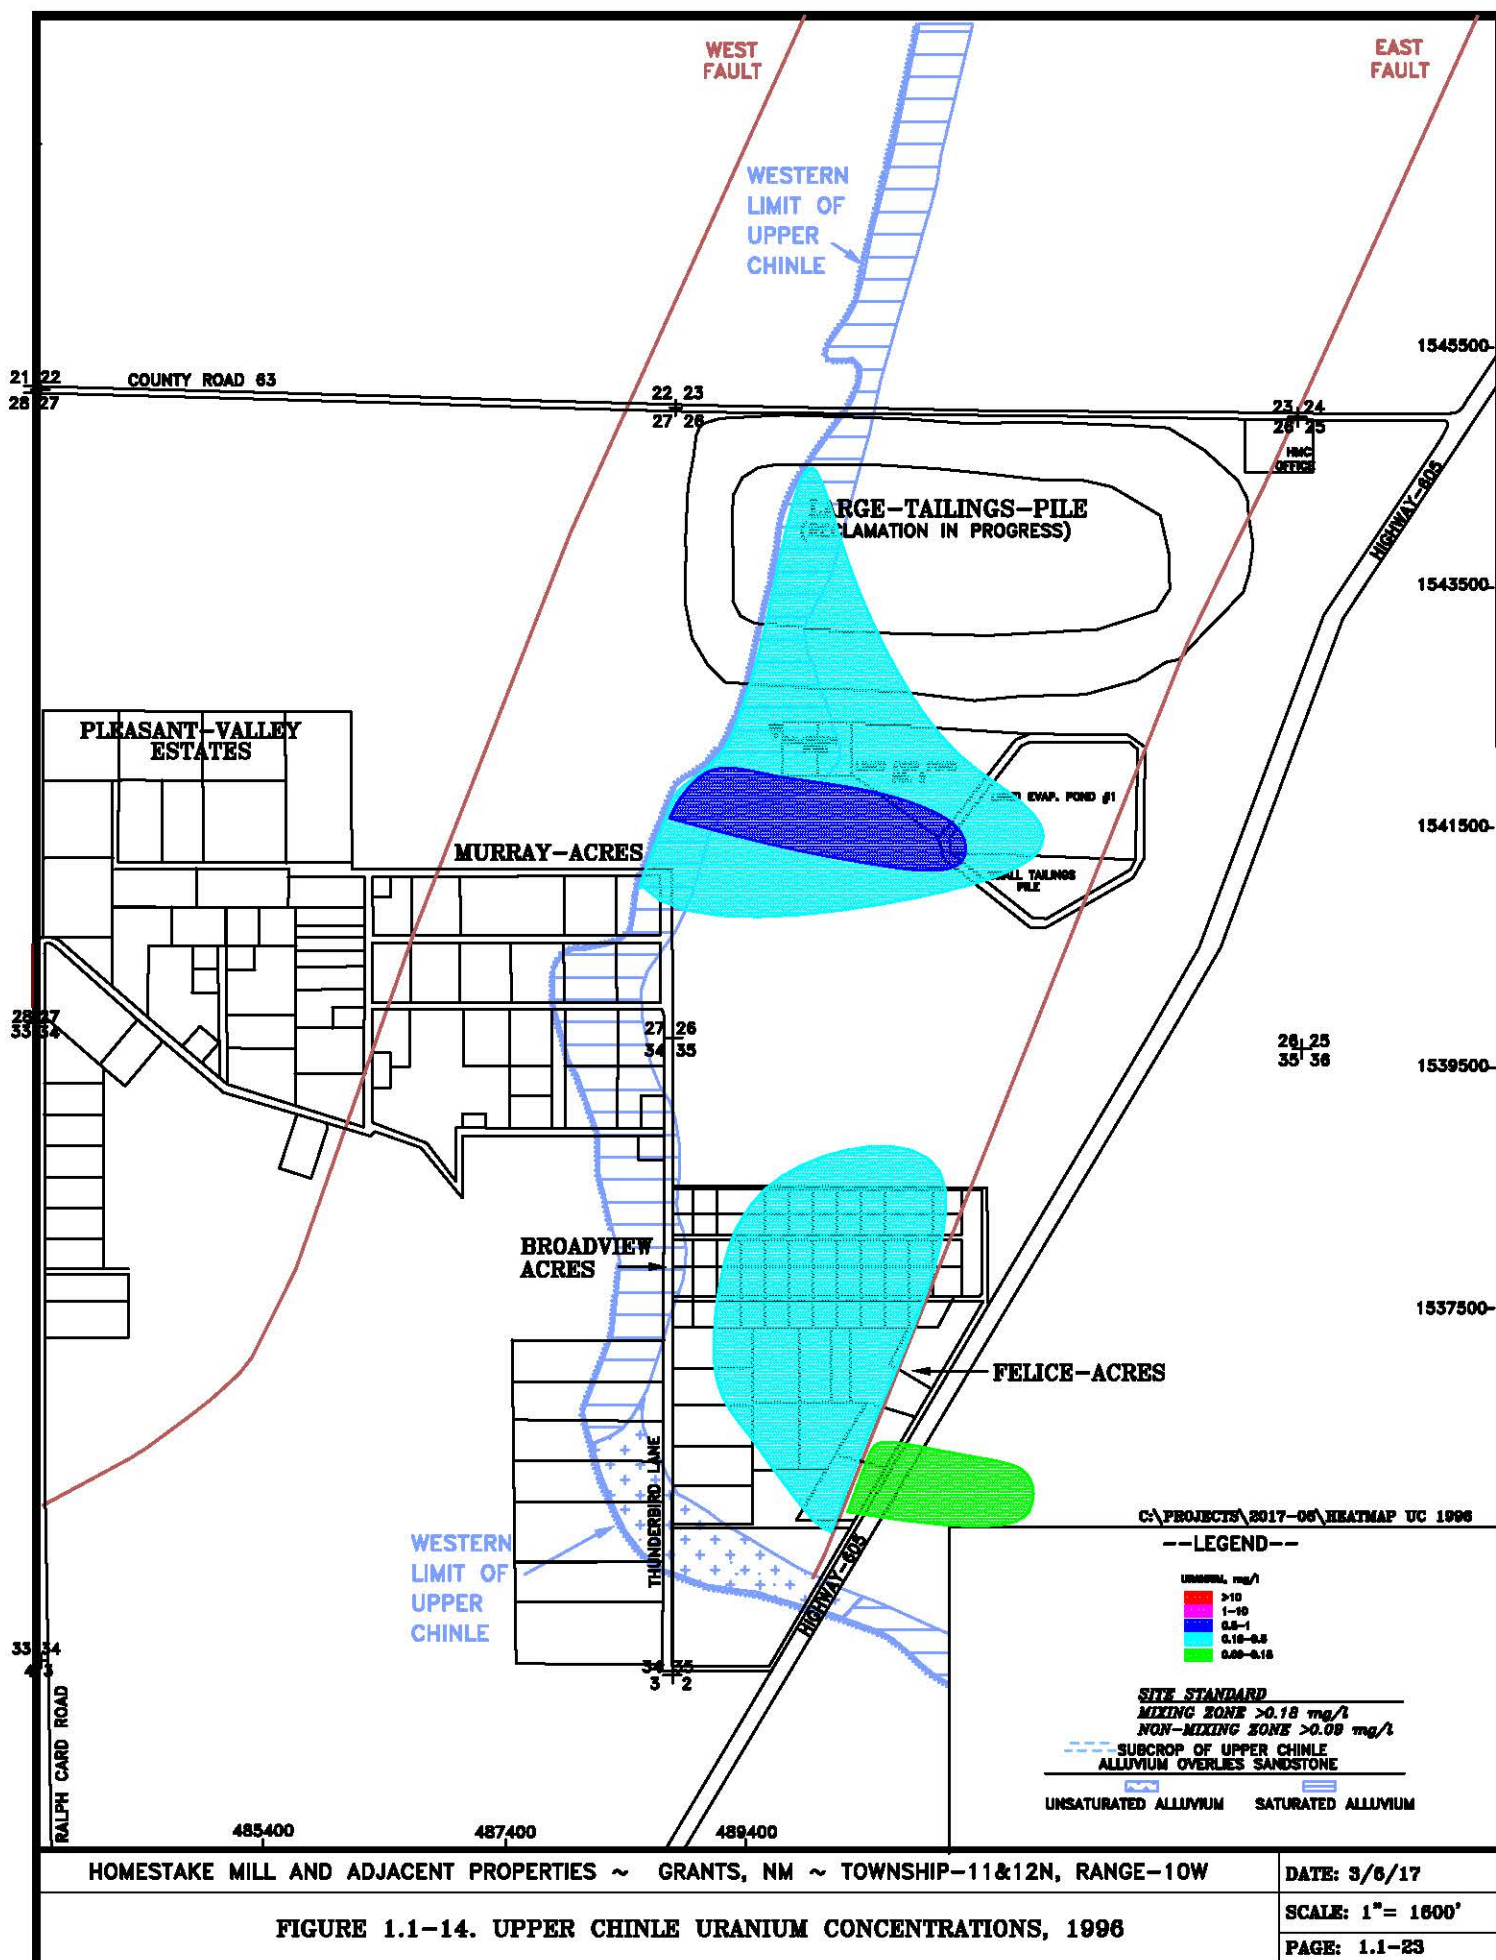 WEST
FAULT
EAST
FAULT
WESTERN
LIMIT OF
UPPER
CHINLE
1545500
21 22
28 27
COUNTY ROAD 63
22 23
27 26
23 24
26 25
HMC
OFFICE
HIGHWAY-605
LARGE-TAILINGS-PILE
(RECLAMATION IN PROGRESS)
1543500
PLEASANT-VALLEY
ESTATES
EVAP. POND #1
1541500
MURRAY-ACRES
SMALL TAILINGS
PILE
28 27
33 34
27 26
34 35
26 25
35 36
1539500
BROADVIEW
ACRES
1537500
FELICE-ACRES
THUNDERBIRD LANE
WESTERN
LIMIT OF
UPPER
CHINLE
HIGHWAY-605
33 34
4 3
34 35
3 2
RALPH CARD ROAD
C:\PROJECTS\2017-06\HEATMAP UC 1996
--LEGEND--
URANIUM, mg/l
>10
1-10
0.5-1
0.18-0.5
0.09-0.18
SITE STANDARD
MIXING ZONE >0.18 mg/l
NON-MIXING ZONE >0.09 mg/l
SUBCROP OF UPPER CHINLE
ALLUVIUM OVERLIES SANDSTONE
UNSATURATED ALLUVIUM SATURATED ALLUVIUM
485400
487400
489400
HOMESTAKE MILL AND ADJACENT PROPERTIES ~ GRANTS, NM ~ TOWNSHIP-11&12N, RANGE-10W
DATE: 3/6/17
FIGURE 1.1-14. UPPER CHINLE URANIUM CONCENTRATIONS, 1996
SCALE: 1"= 1600'
PAGE: 1.1-23